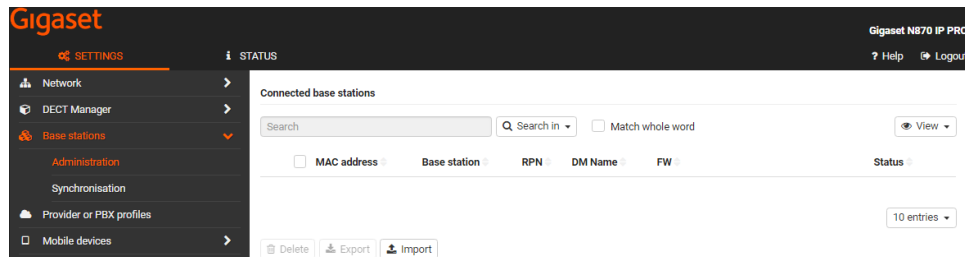 Gigaset
Gigaset N870 IP PRO
SETTINGS
STATUS
? Help
Logout
Network
DECT Manager
Base stations
Administration
Synchronisation
Provider or PBX profiles
Mobile devices
Connected base stations
Search
Search in
Match whole word
View
MAC address Base station RPN DM Name FW Status
10 entries
Delete Export Import